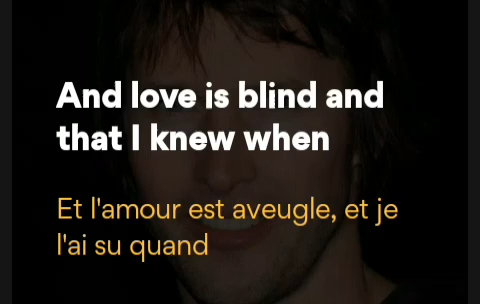 And love is blind and
that I knew when
Et l'amour est aveugle, et je
l'ai su quand